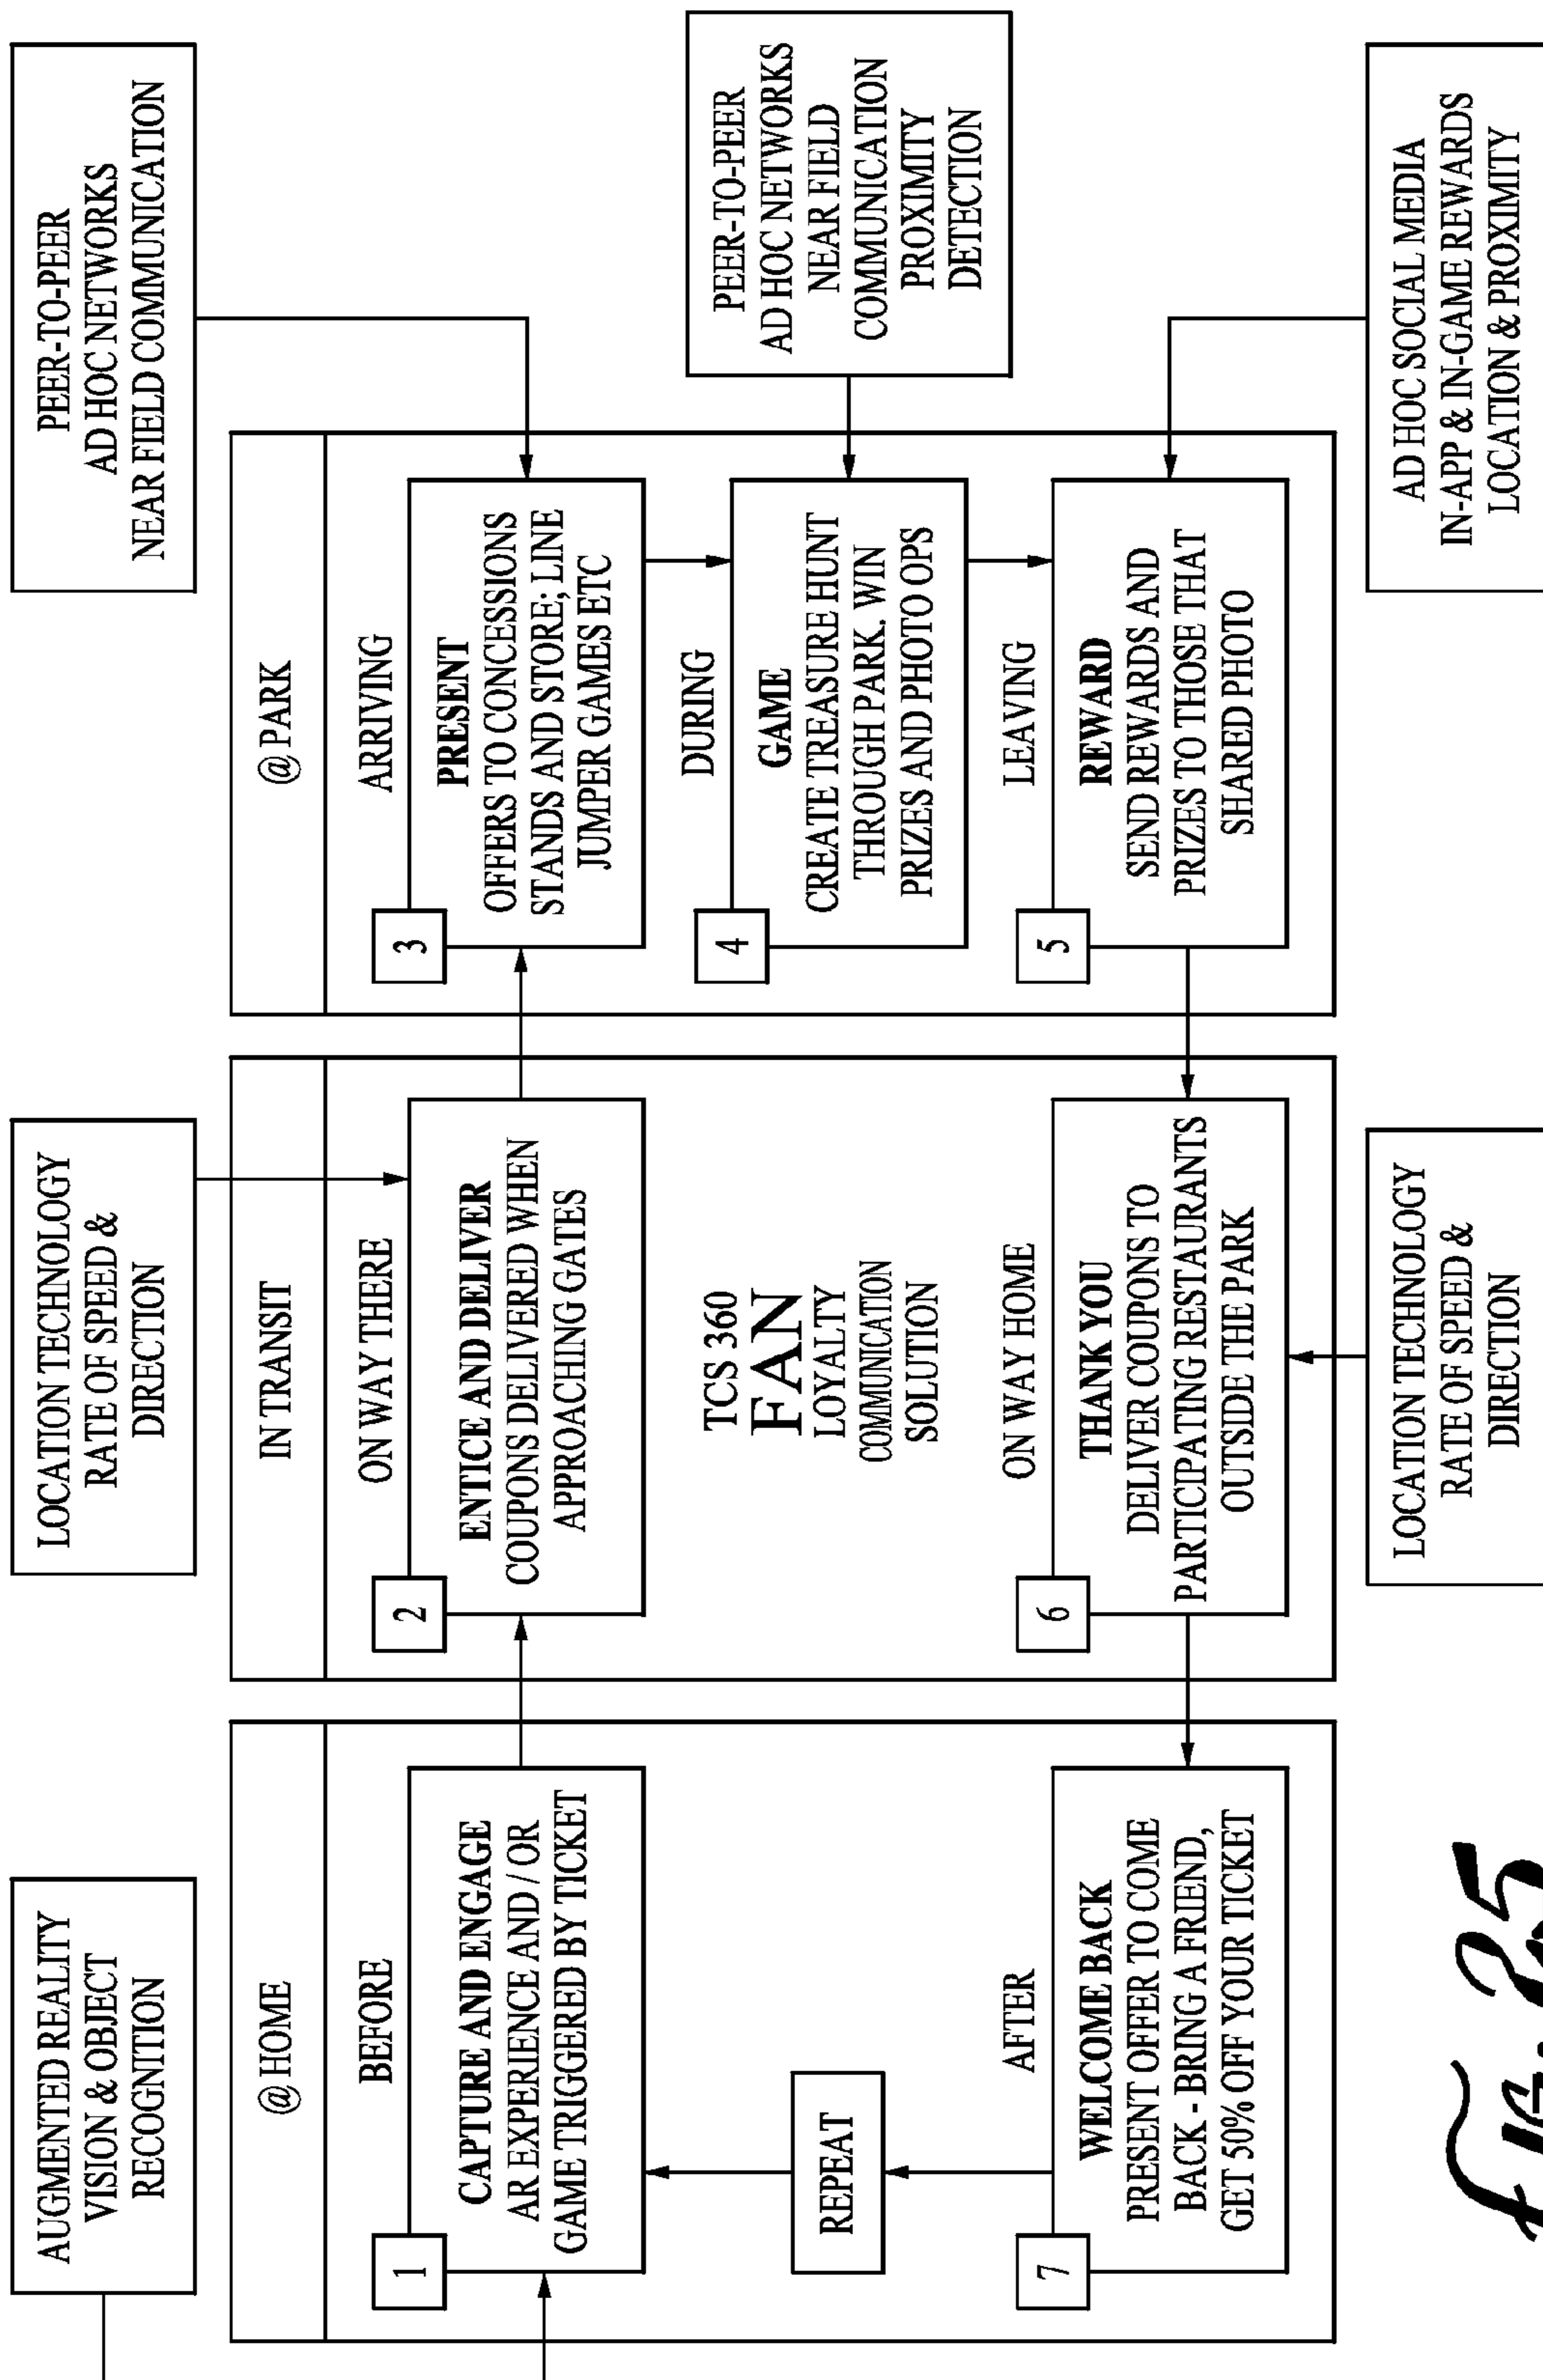 AUGMENTED REALITY
VISION & OBJECT
RECOGNITION
LOCATION TECHNOLOGY
RATE OF SPEED &
DIRECTION
PEER-TO-PEER
AD HOC NETWORKS
NEAR FIELD COMMUNICATION
@ HOME
BEFORE
1
CAPTURE AND ENGAGE
AR EXPERIENCE AND / OR
GAME TRIGGERED BY TICKET
REPEAT
AFTER
7
WELCOME BACK
PRESENT OFFER TO COME
BACK - BRING A FRIEND,
GET 50% OFF YOUR TICKET
IN TRANSIT
ON WAY THERE
2
ENTICE AND DELIVER
COUPONS DELIVERED WHEN
APPROACHING GATES
TCS 360
FAN
LOYALTY
COMMUNICATION
SOLUTION
ON WAY HOME
6
THANK YOU
DELIVER COUPONS TO
PARTICIPATING RESTAURANTS
OUTSIDE THE PARK
@ PARK
ARRIVING
3
PRESENT
OFFERS TO CONCESSIONS
STANDS AND STORE; LINE
JUMPER GAMES ETC
DURING
4
GAME
CREATE TREASURE HUNT
THROUGH PARK. WIN
PRIZES AND PHOTO OPS
LEAVING
5
REWARD
SEND REWARDS AND
PRIZES TO THOSE THAT
SHARED PHOTO
PEER-TO-PEER
AD HOC NETWORKS
NEAR FIELD
COMMUNICATION
PROXIMITY
DETECTION
LOCATION TECHNOLOGY
RATE OF SPEED &
DIRECTION
AD HOC SOCIAL MEDIA
IN-APP & IN-GAME REWARDS
LOCATION & PROXIMITY
FIG. 25